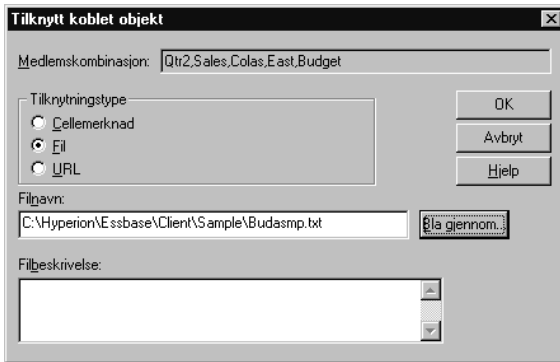 Tilknytt koblet objekt
Medlemskombinasjon: Qtr2,Sales,Colas,East,Budget
Tilknytningstype
Cellemerknad
Fil
URL
OK
Avbryt
Hjelp
Filnavn:
C:\Hyperion\Essbase\Client\Sample\Budasmp.txt
Bla gjennom...
Filbeskrivelse: